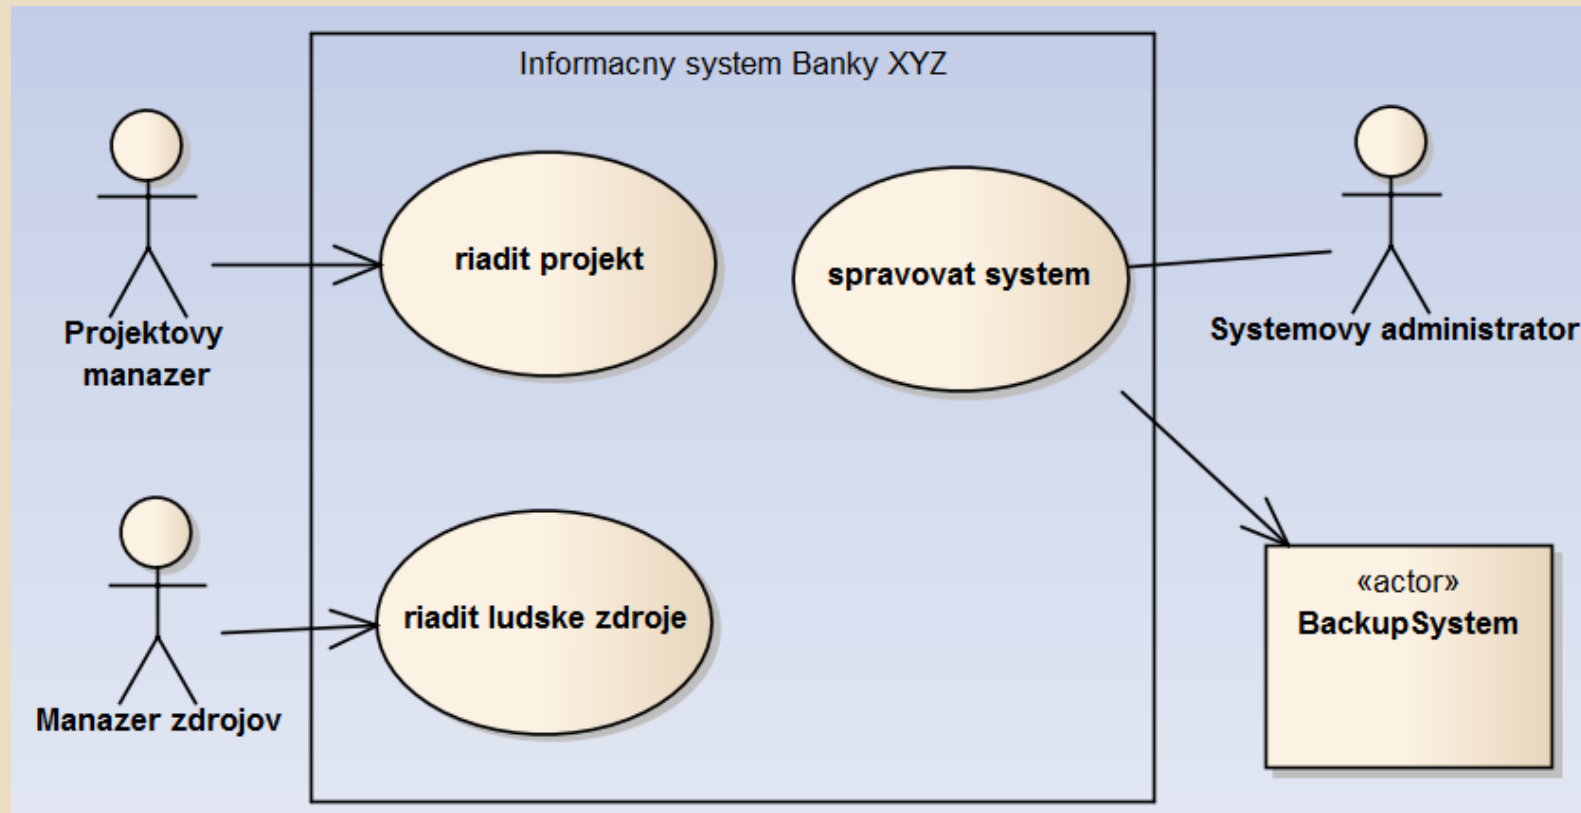 Informacny system Banky XYZ
riadit projekt
spravovat system
Projektovy
manazer
Systemovy administrator
riadit ludske zdroje
«actor»
BackupSystem
Manazer zdrojov